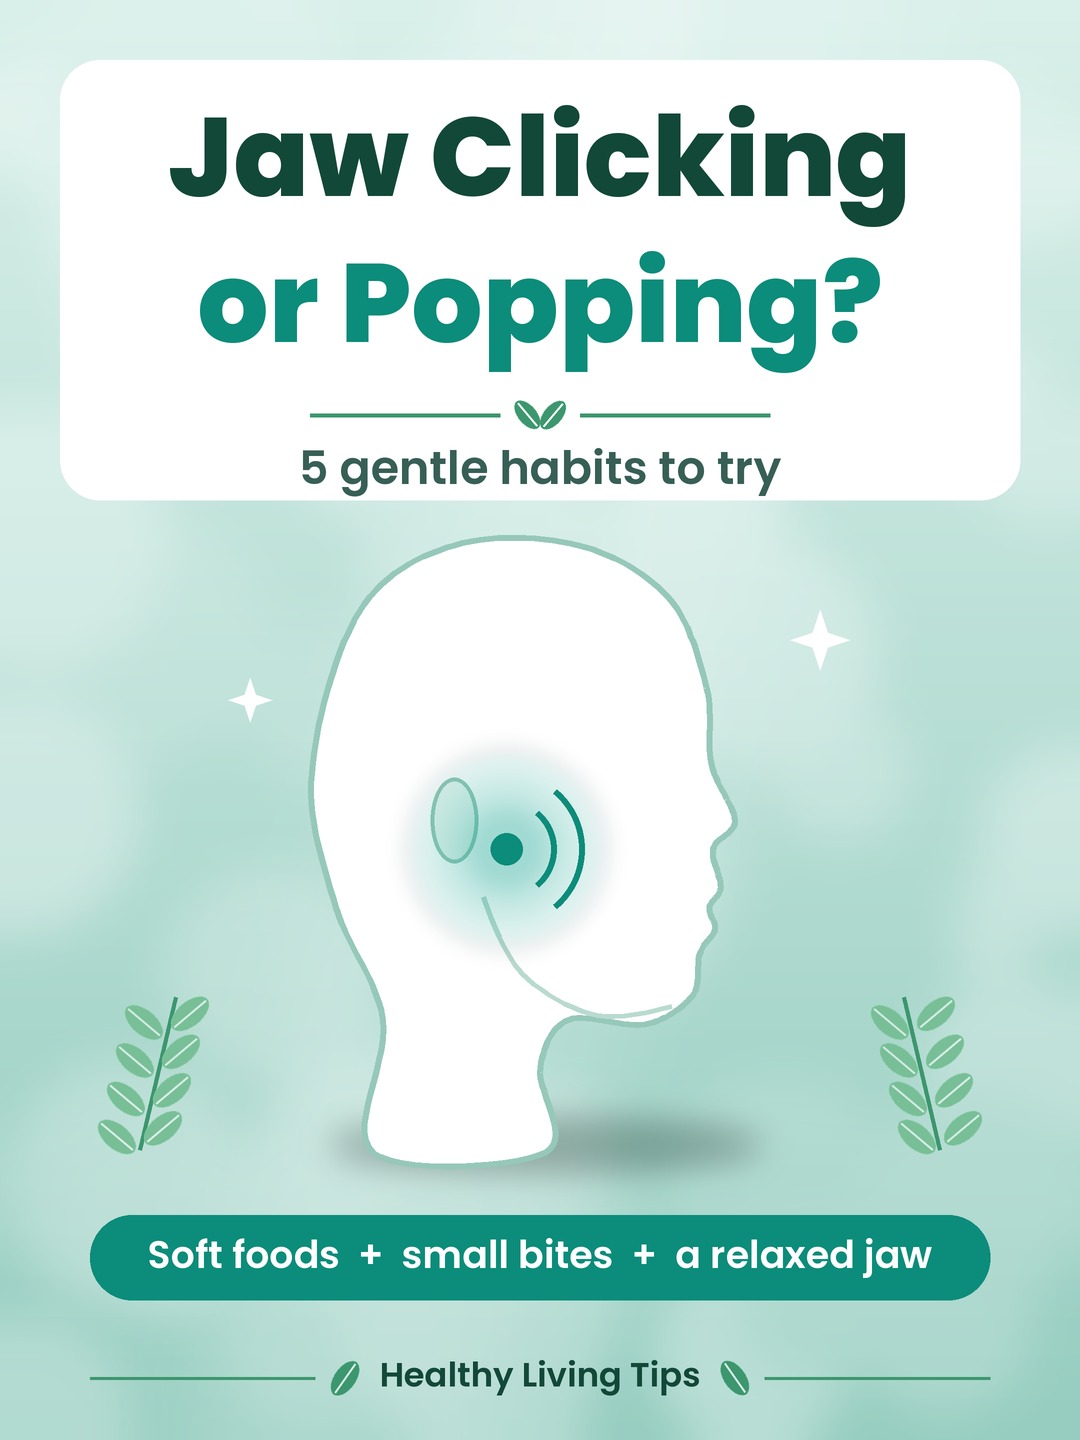 Jaw Clicking
or Popping?
5 gentle habits to try
Soft foods + small bites + a relaxed jaw
Healthy Living Tips